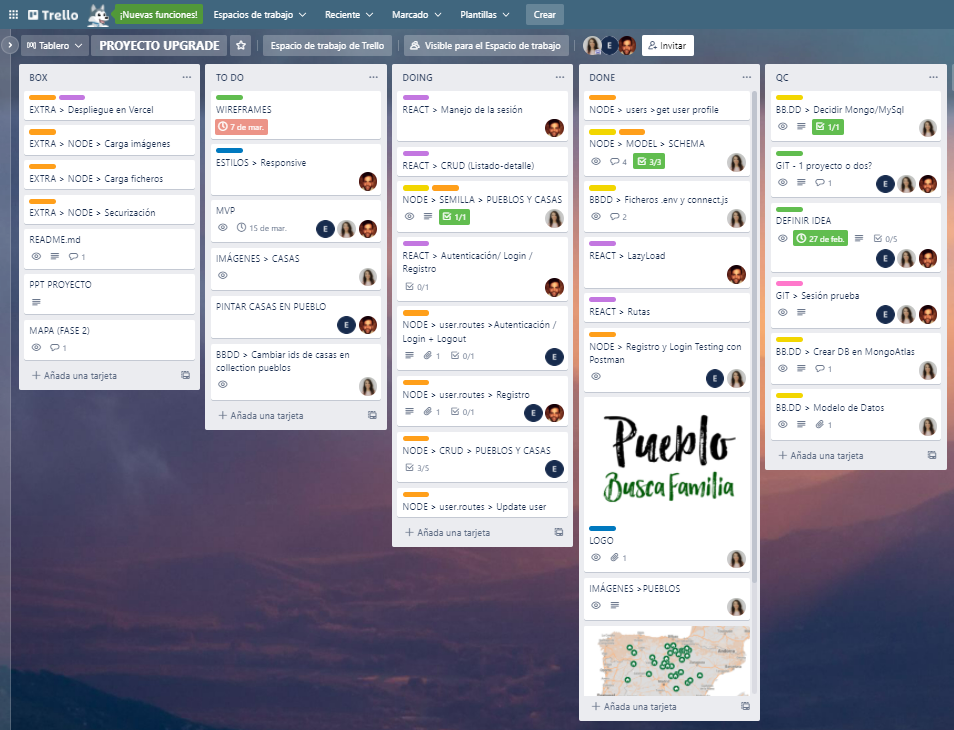 Trello
¡Nuevas funciones!
Espacios de trabajo
Reciente
Marcado
Plantillas
Crear
Tablero
PROYECTO UPGRADE
Espacio de trabajo de Trello
Visible para el Espacio de trabajo
E
Invitar
BOX
EXTRA > Despliegue en Vercel
EXTRA > NODE > Carga imágenes
EXTRA > NODE > Carga ficheros
EXTRA > NODE > Securización
README.md
1
PPT PROYECTO
MAPA (FASE 2)
1
Añada una tarjeta
TO DO
WIREFRAMES
7 de mar.
ESTILOS > Responsive
MVP
15 de mar.
E
IMÁGENES > CASAS
PINTAR CASAS EN PUEBLO
E
BBDD > Cambiar ids de casas en
collection pueblos
Añada una tarjeta
DOING
REACT > Manejo de la sesión
REACT > CRUD (Listado-detalle)
NODE > SEMILLA > PUEBLOS Y CASAS
1/1
REACT > Autenticación/ Login /
Registro
0/1
NODE > user.routes >Autenticación /
Login + Logout
1
0/1
E
NODE > user.routes > Registro
1
0/1
E
NODE > CRUD > PUEBLOS Y CASAS
3/5
E
NODE > user.routes > Update user
Añada una tarjeta
DONE
NODE > users >get user profile
NODE > MODEL > SCHEMA
4
3/3
BBDD > Ficheros .env y connect.js
2
REACT > LazyLoad
REACT > Rutas
NODE > Registro y Login Testing con
Postman
E
Pueblo
Busca Familia
LOGO
1
IMÁGENES >PUEBLOS
Añada una tarjeta
QC
BB.DD > Decidir Mongo/MySql
1/1
GIT - 1 proyecto o dos?
1
E
DEFINIR IDEA
27 de feb.
0/5
E
GIT > Sesión prueba
E
BB.DD > Crear DB en MongoAtlas
1
BB.DD > Modelo de Datos
1
Añada una tarjeta